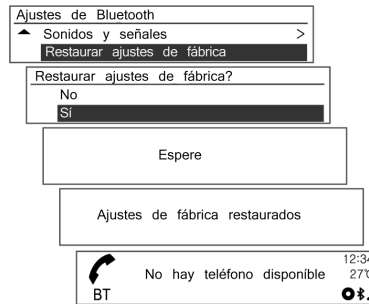 Ajustes de Bluetooth
Sonidos y señales >
Restaurar ajustes de fábrica
Restaurar ajustes de fábrica?
No
Sí
Espere
Ajustes de fábrica restaurados
12:34
No hay teléfono disponíble 27℃
BT